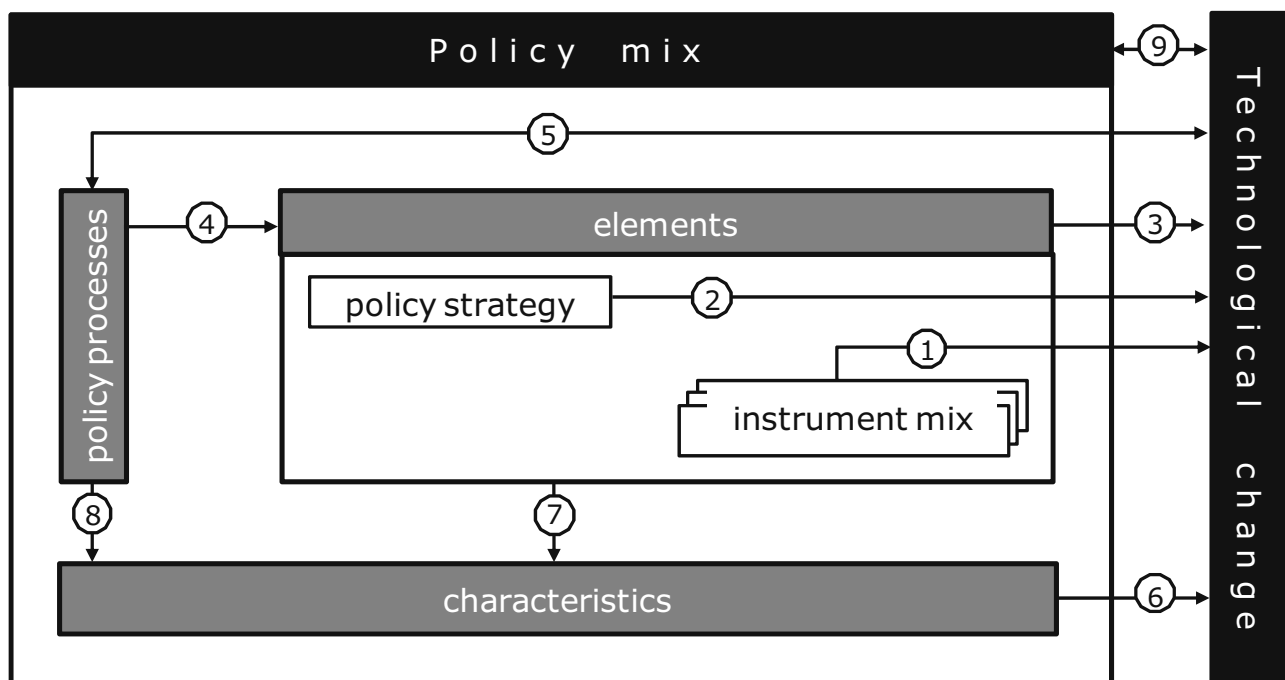 Policy mix
9
Technological change
5
policy processes
4
elements
3
policy strategy
2
1
instrument mix
8
7
characteristics
6